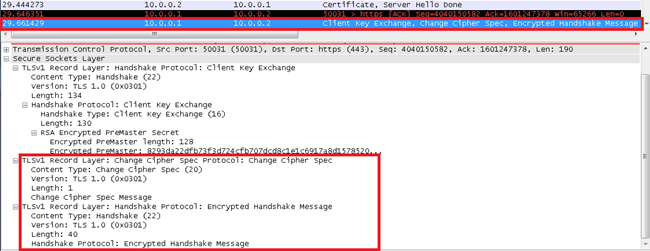 29.444273 10.0.0.2 10.0.0.1 Certificate, Server Hello Done
29.646351 10.0.0.1 10.0.0.2 50031 > https [ACK] Seq=4040150582 Ack=1601247378 Win=65266 Len=0
29.661429 10.0.0.1 10.0.0.2 Client Key Exchange, Change Cipher Spec, Encrypted Handshake Message
Transmission Control Protocol, Src Port: 50031 (50031), Dst Port: https (443), Seq: 4040150582, Ack: 1601247378, Len: 190
Secure Sockets Layer
TLSv1 Record Layer: Handshake Protocol: Client Key Exchange
Content Type: Handshake (22)
Version: TLS 1.0 (0x0301)
Length: 134
Handshake Protocol: Client Key Exchange
Handshake Type: Client Key Exchange (16)
Length: 130
RSA Encrypted PreMaster Secret
Encrypted PreMaster length: 128
Encrypted PreMaster: 8293da22dfb73f3d724cfb707dcd8c1e1c6917a8d1578520...
TLSv1 Record Layer: Change Cipher Spec Protocol: Change Cipher Spec
Content Type: Change Cipher Spec (20)
Version: TLS 1.0 (0x0301)
Length: 1
Change Cipher Spec Message
TLSv1 Record Layer: Handshake Protocol: Encrypted Handshake Message
Content Type: Handshake (22)
Version: TLS 1.0 (0x0301)
Length: 40
Handshake Protocol: Encrypted Handshake Message